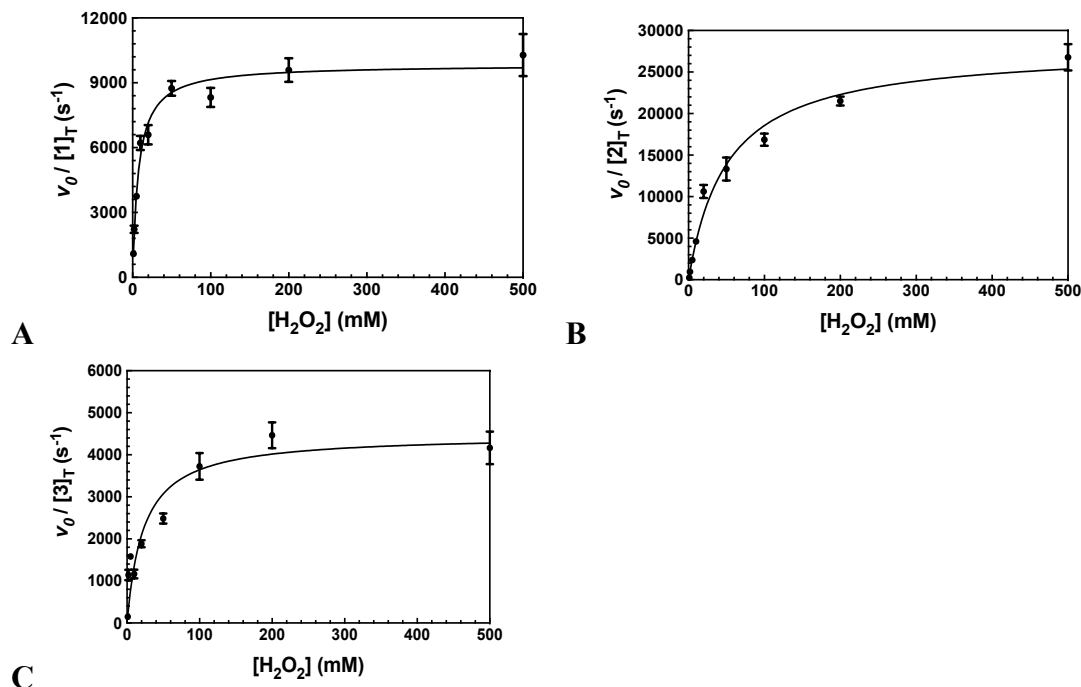 12000
9000
6000
3000
0
v₀ / [1]T (s⁻¹)
0 100 200 300 400 500
[H₂O₂] (mM)
A
30000
25000
20000
15000
10000
5000
0
v₀ / [2]T (s⁻¹)
0 100 200 300 400 500
[H₂O₂] (mM)
B
6000
5000
4000
3000
2000
1000
0
v₀ / [3]T (s⁻¹)
0 100 200 300 400 500
[H₂O₂] (mM)
C